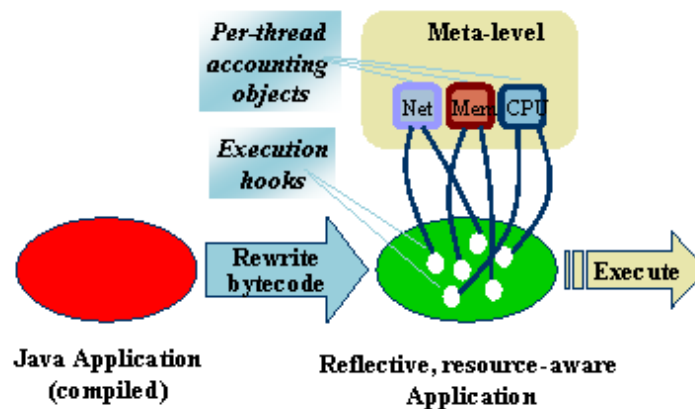 Per-thread
accounting
objects
Meta-level
Net
Mem
CPU
Execution
hooks
Rewrite
bytecode
Execute
Java Application
(compiled)
Reflective, resource-aware
Application